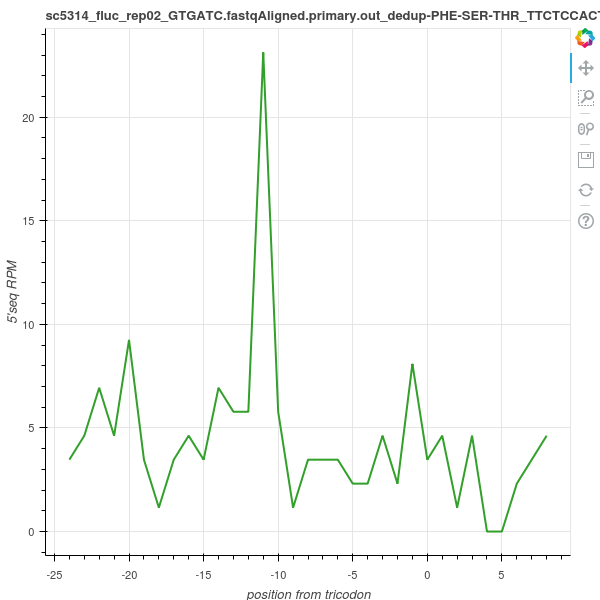 sc5314_fluc_rep02_GTGATC.fastqAligned.primary.out_dedup-PHE-SER-THR_TTCTCCACT
20
15
10
5
0
5'seq RPM
-25 -20 -15 -10 -5 0 5
position from tricodon